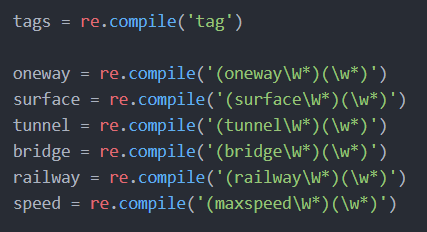 tags = re.compile('tag')
oneway = re.compile('(oneway\W*)(\w*)')
surface = re.compile('(surface\W*)(\w*)')
tunnel = re.compile('(tunnel\W*)(\w*)')
bridge = re.compile('(bridge\W*)(\w*)')
railway = re.compile('(railway\W*)(\w*)')
speed = re.compile('(maxspeed\W*)(\w*)')